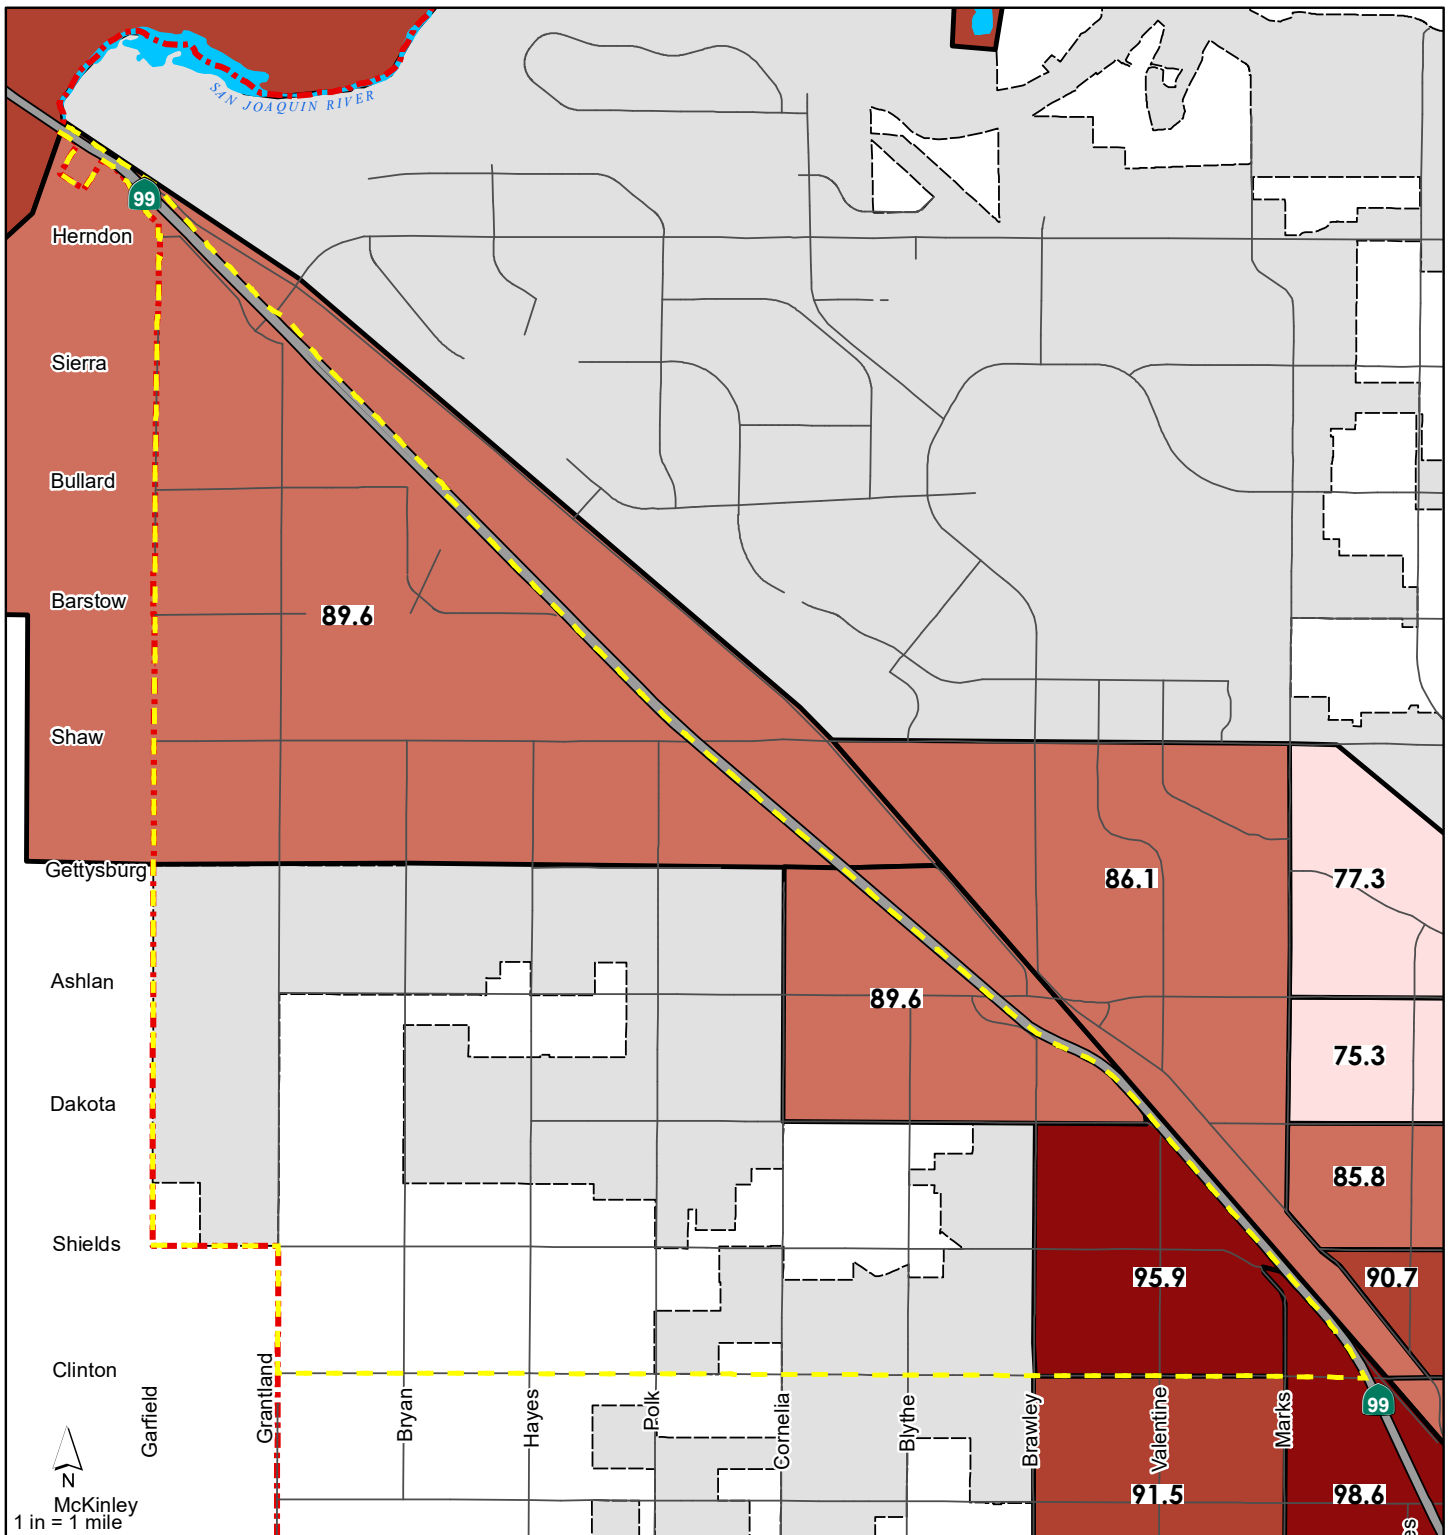 SAN JOAQUIN RIVER
99
Herndon
Sierra
Bullard
Barstow
89.6
Shaw
Gettysburg
86.1
77.3
Ashlan
89.6
75.3
Dakota
85.8
Shields
95.9
90.7
Clinton
Garfield
Grantland
Bryan
Hayes
Polk
Cornelia
Blythe
Brawley
Valentine
Marks
99
N
McKinley
1 in = 1 mile
91.5
98.6
es